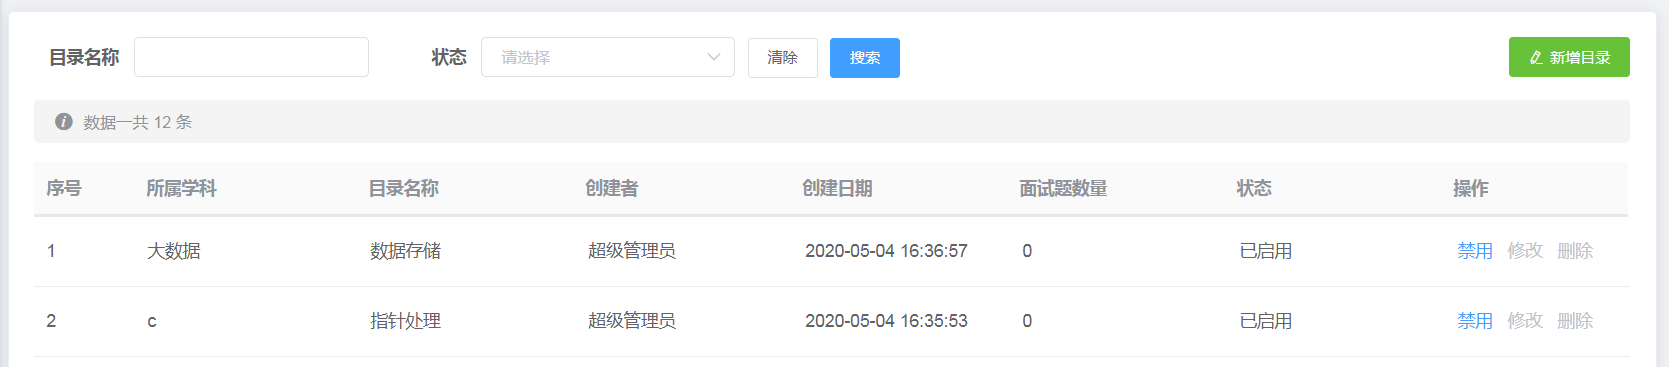 目录名称 状态 请选择 清除 搜索 新增目录
数据一共 12 条
序号 所属学科 目录名称 创建者 创建日期 面试题数量 状态 操作
1 大数据 数据存储 超级管理员 2020-05-04 16:36:57 0 已启用 禁用 修改 删除
2 c 指针处理 超级管理员 2020-05-04 16:35:53 0 已启用 禁用 修改 删除